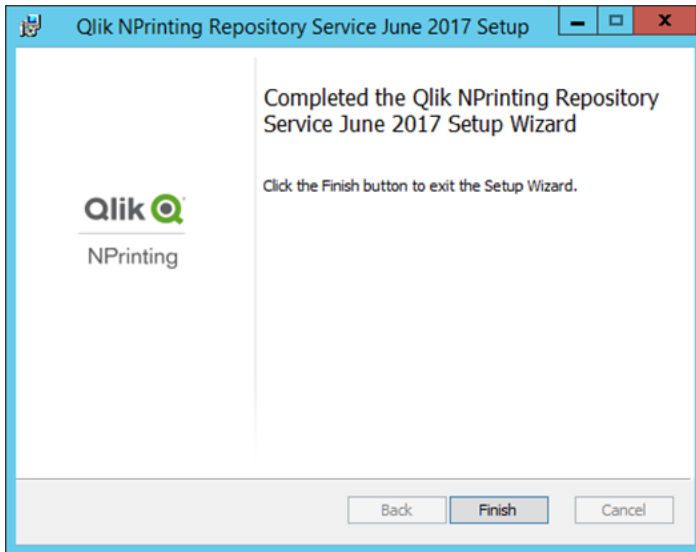 Qlik NPrinting Repository Service June 2017 Setup
Completed the Qlik NPrinting Repository
Service June 2017 Setup Wizard
Click the Finish button to exit the Setup Wizard.
Qlik
NPrinting
Back
Finish
Cancel